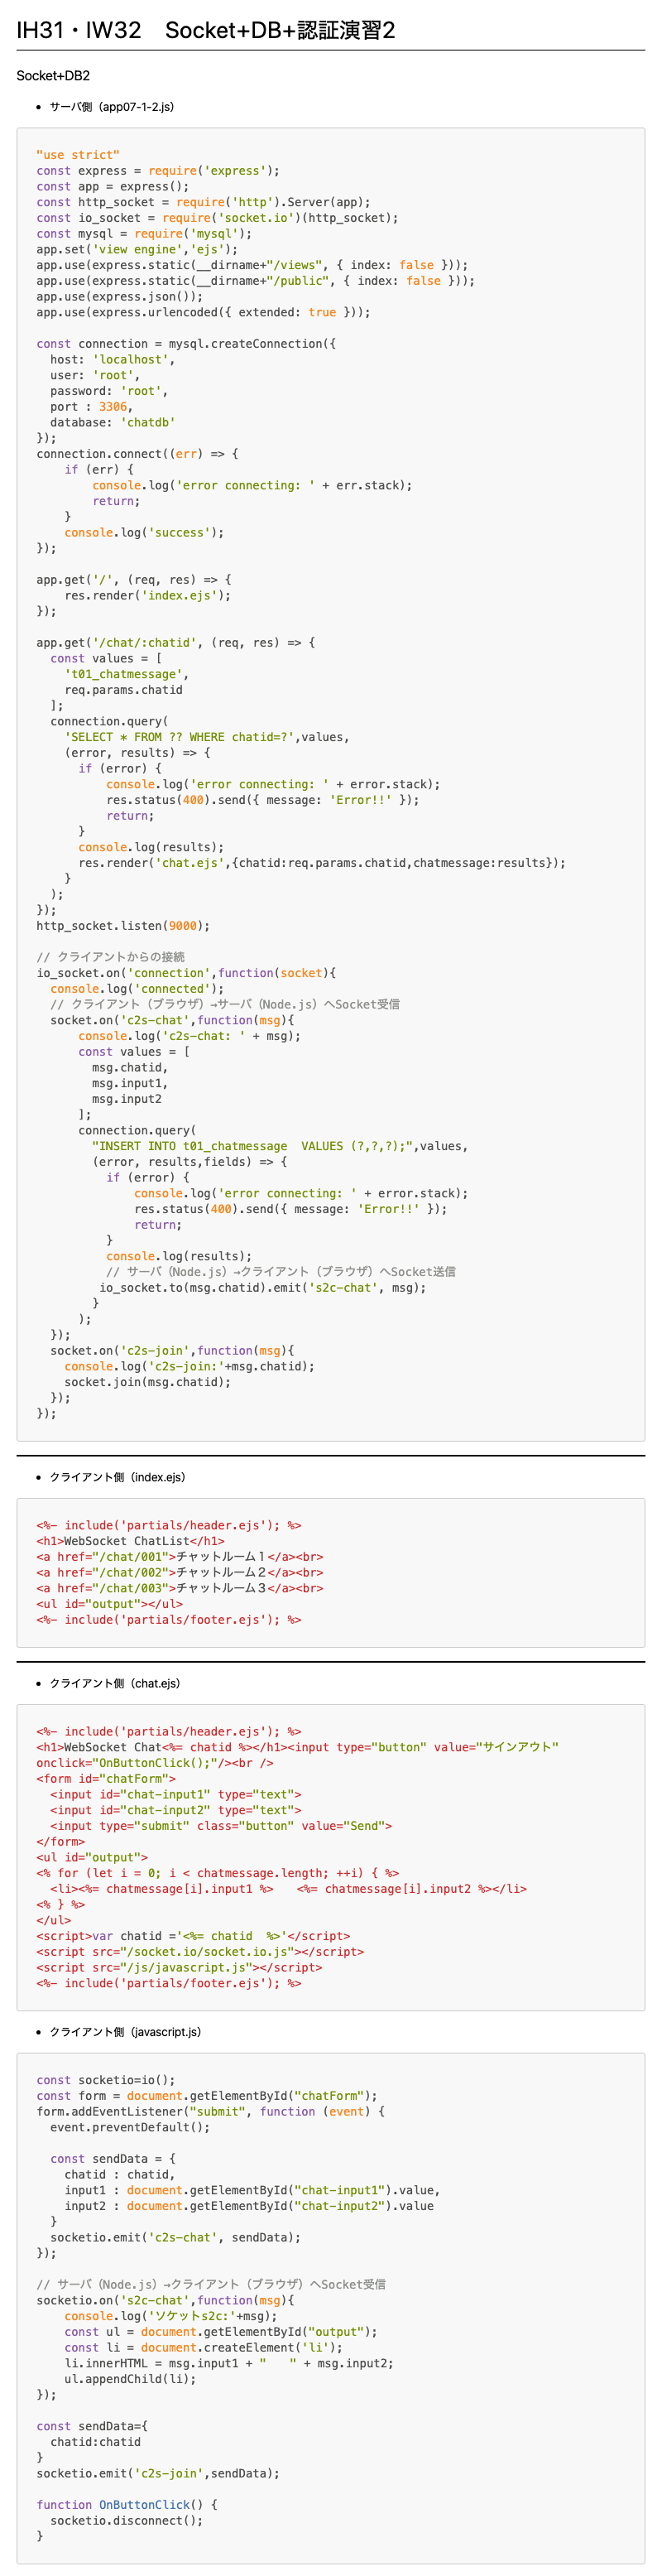 IH31・IW32　Socket+DB+認証演習2
Socket+DB2
• サーバ側（app07-1-2.js）
"use strict"
const express = require('express');
const app = express();
const http_socket = require('http').Server(app);
const io_socket = require('socket.io')(http_socket);
const mysql = require('mysql');
app.set('view engine','ejs');
app.use(express.static(__dirname+"/views", { index: false }));
app.use(express.static(__dirname+"/public", { index: false }));
app.use(express.json());
app.use(express.urlencoded({ extended: true }));

const connection = mysql.createConnection({
  host: 'localhost',
  user: 'root',
  password: 'root',
  port : 3306,
  database: 'chatdb'
});
connection.connect((err) => {
    if (err) {
        console.log('error connecting: ' + err.stack);
        return;
    }
    console.log('success');
});

app.get('/', (req, res) => {
    res.render('index.ejs');
});

app.get('/chat/:chatid', (req, res) => {
  const values = [
    't01_chatmessage',
    req.params.chatid
  ];
  connection.query(
    'SELECT * FROM ?? WHERE chatid=?',values,
    (error, results) => {
      if (error) {
          console.log('error connecting: ' + error.stack);
          res.status(400).send({ message: 'Error!!' });
          return;
      }
      console.log(results);
      res.render('chat.ejs',{chatid:req.params.chatid,chatmessage:results});
    }
  );
});
http_socket.listen(9000);

// クライアントからの接続
io_socket.on('connection',function(socket){
  console.log('connected');
  // クライアント（ブラウザ）→サーバ（Node.js）へSocket受信
  socket.on('c2s-chat',function(msg){
      console.log('c2s-chat: ' + msg);
      const values = [
        msg.chatid,
        msg.input1,
        msg.input2
      ];
      connection.query(
        "INSERT INTO t01_chatmessage  VALUES (?,?,?);",values,
        (error, results,fields) => {
          if (error) {
              console.log('error connecting: ' + error.stack);
              res.status(400).send({ message: 'Error!!' });
              return;
          }
          console.log(results);
          // サーバ（Node.js）→クライアント（ブラウザ）へSocket送信
         io_socket.to(msg.chatid).emit('s2c-chat', msg);
        }
      );
  });
  socket.on('c2s-join',function(msg){
    console.log('c2s-join:'+msg.chatid);
    socket.join(msg.chatid);
  });
});
• クライアント側（index.ejs）
<%- include('partials/header.ejs'); %>
<h1>WebSocket ChatList</h1>
<a href="/chat/001">チャットルーム１</a><br>
<a href="/chat/002">チャットルーム２</a><br>
<a href="/chat/003">チャットルーム３</a><br>
<ul id="output"></ul>
<%- include('partials/footer.ejs'); %>
• クライアント側（chat.ejs）
<%- include('partials/header.ejs'); %>
<h1>WebSocket Chat<%= chatid %></h1><input type="button" value="サインアウト"
onclick="OnButtonClick();"/><br />
<form id="chatForm">
  <input id="chat-input1" type="text">
  <input id="chat-input2" type="text">
  <input type="submit" class="button" value="Send">
</form>
<ul id="output">
<% for (let i = 0; i < chatmessage.length; ++i) { %>
  <li><%= chatmessage[i].input1 %>　　<%= chatmessage[i].input2 %></li>
<% } %>
</ul>
<script>var chatid ='<%= chatid  %>'</script>
<script src="/socket.io/socket.io.js"></script>
<script src="/js/javascript.js"></script>
<%- include('partials/footer.ejs'); %>
• クライアント側（javascript.js）
const socketio=io();
const form = document.getElementById("chatForm");
form.addEventListener("submit", function (event) {
  event.preventDefault();

  const sendData = {
    chatid : chatid,
    input1 : document.getElementById("chat-input1").value,
    input2 : document.getElementById("chat-input2").value
  }
  socketio.emit('c2s-chat', sendData);
});

// サーバ（Node.js）→クライアント（ブラウザ）へSocket受信
socketio.on('s2c-chat',function(msg){
    console.log('ソケットs2c:'+msg);
    const ul = document.getElementById("output");
    const li = document.createElement('li');
    li.innerHTML = msg.input1 + "　　" + msg.input2;
    ul.appendChild(li);
});

const sendData={
  chatid:chatid
}
socketio.emit('c2s-join',sendData);

function OnButtonClick() {
  socketio.disconnect();
}